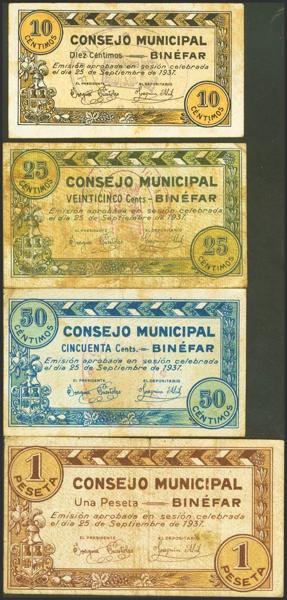 10
CÉNTIMOS
CONSEJO MUNICIPAL
Diez Céntimos — BINÉFAR
Emisión aprobada en sesión celebrada
el día 25 de Septiembre de 1937.
EL PRESIDENTE
EL DEPOSITARIO
10
CÉNTIMOS
25
CÉNTIMOS
CONSEJO MUNICIPAL
VEINTICINCO Cents - BINÉFAR
Emisión aprobada en sesión celebrada
el día 25 de Septiembre de 1937.
EL PRESIDENTE
EL DEPOSITARIO
25
CÉNTIMOS
50
CÉNTIMOS
CONSEJO MUNICIPAL
CINCUENTA Cents. — BINÉFAR
Emisión aprobada en sesión celebrada
el día 25 de Septiembre de 1937.
EL PRESIDENTE
EL DEPOSITARIO
50
CÉNTIMOS
1
PESETA
CONSEJO MUNICIPAL
Una Peseta — BINÉFAR
Emisión aprobada en sesión celebrada
el día 25 de Septiembre de 1937.
EL PRESIDENTE
EL DEPOSITARIO
1
PESETA